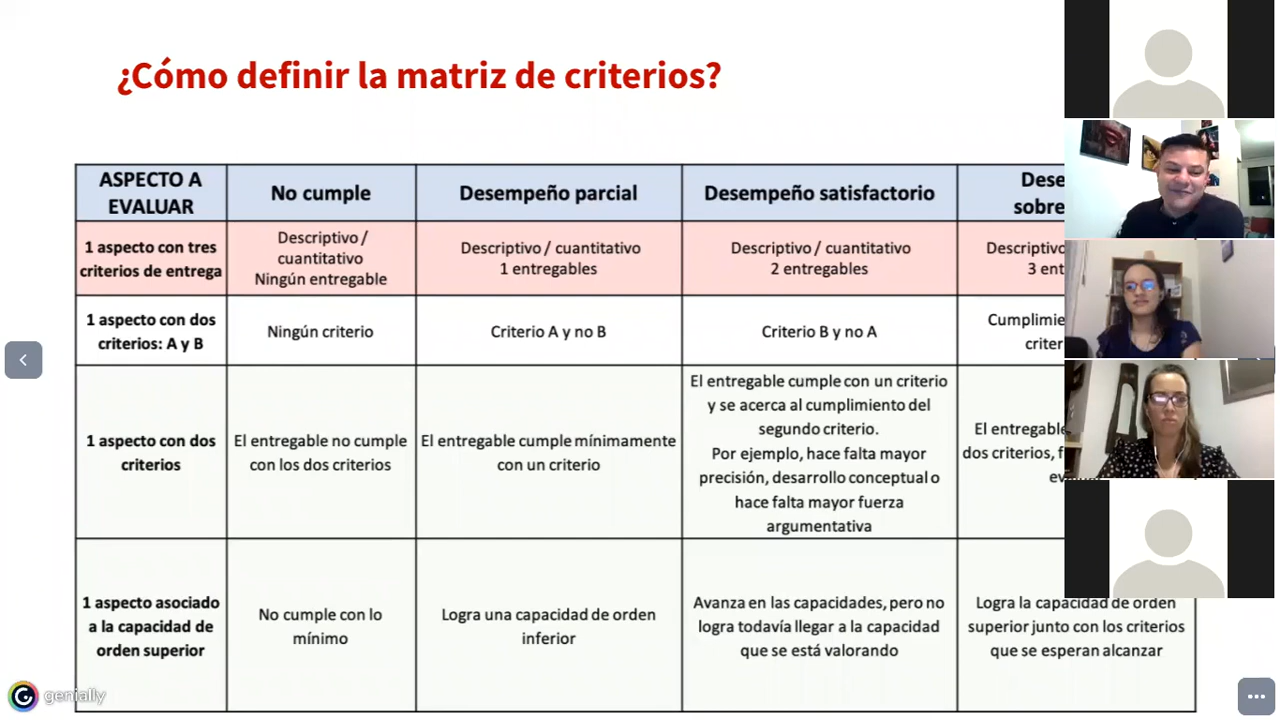 ¿Cómo definir la matriz de criterios?
ASPECTO A
EVALUAR
No cumple
Desempeño parcial
Desempeño satisfactorio
1 aspecto con tres
criterios de entrega
Descriptivo /
cuantitativo
Ningún entregable
Descriptivo / cuantitativo
1 entregables
Descriptivo / cuantitativo
2 entregables
3
1 aspecto con dos
criterios: A y B
Ningún criterio
Criterio A y no B
Criterio B y no A
1 aspecto con dos
criterios
El entregable no cumple
con los dos criterios
El entregable cumple mínimamente
con un criterio
El entregable cumple con un criterio
y se acerca al cumplimiento del
segundo criterio.
Por ejemplo, hace falta mayor
precisión, desarrollo conceptual o
hace falta mayor fuerza
argumentativa
El
dos criterios,
1 aspecto asociado
a la capacidad de
orden superior
No cumple con lo
mínimo
Logra una capacidad de orden
inferior
Avanza en las capacidades, pero no
logra todavía llegar a la capacidad
que se está valorando
Logra la capacidad de orden
superior junto con los criterios
que se esperan alcanzar
genially